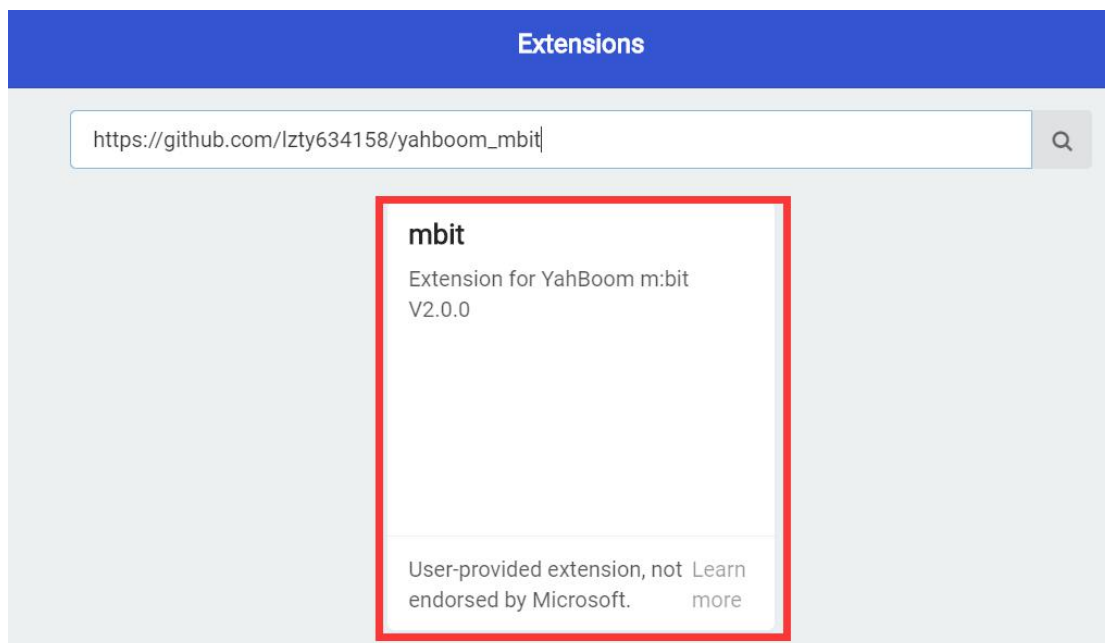 Extensions
https://github.com/lzty634158/yahboom_mbit
mbit
Extension for YahBoom m:bit
V2.0.0
User-provided extension, not Learn
endorsed by Microsoft. more